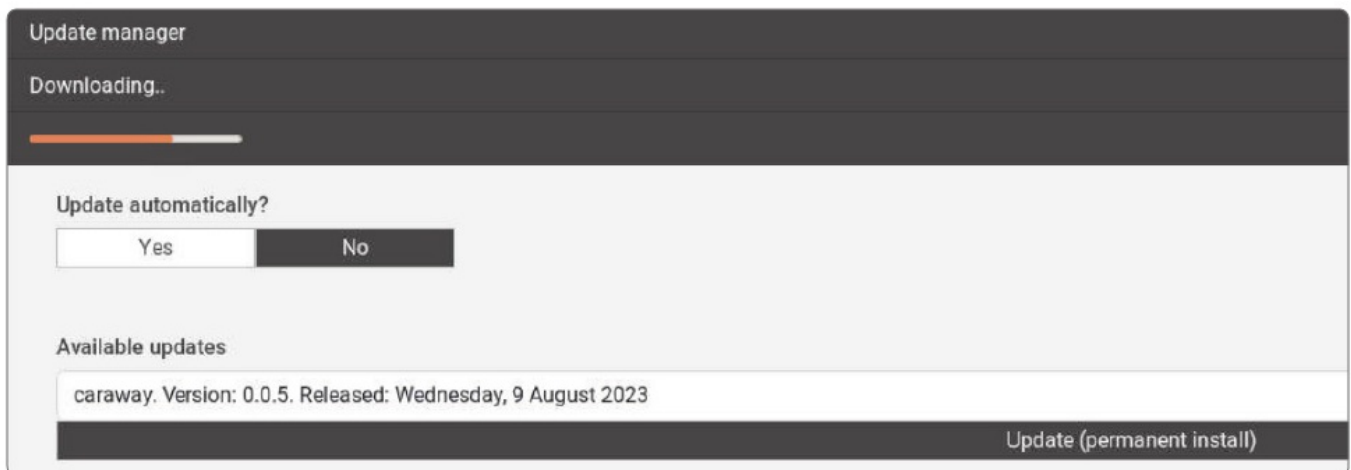 Update manager
Downloading..
Update automatically?
Yes No
Available updates
caraway. Version: 0.0.5. Released: Wednesday, 9 August 2023
Update (permanent install)